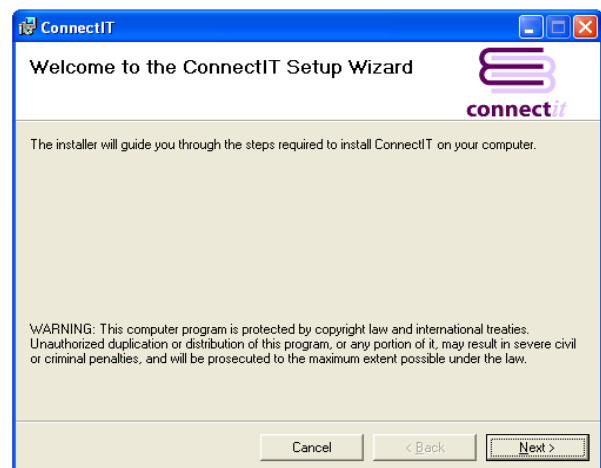 ConnectIT
Welcome to the ConnectIT Setup Wizard
connectit
The installer will guide you through the steps required to install ConnectIT on your computer.
WARNING: This computer program is protected by copyright law and international treaties.
Unauthorized duplication or distribution of this program, or any portion of it, may result in severe civil
or criminal penalties, and will be prosecuted to the maximum extent possible under the law.
Cancel < Back Next >